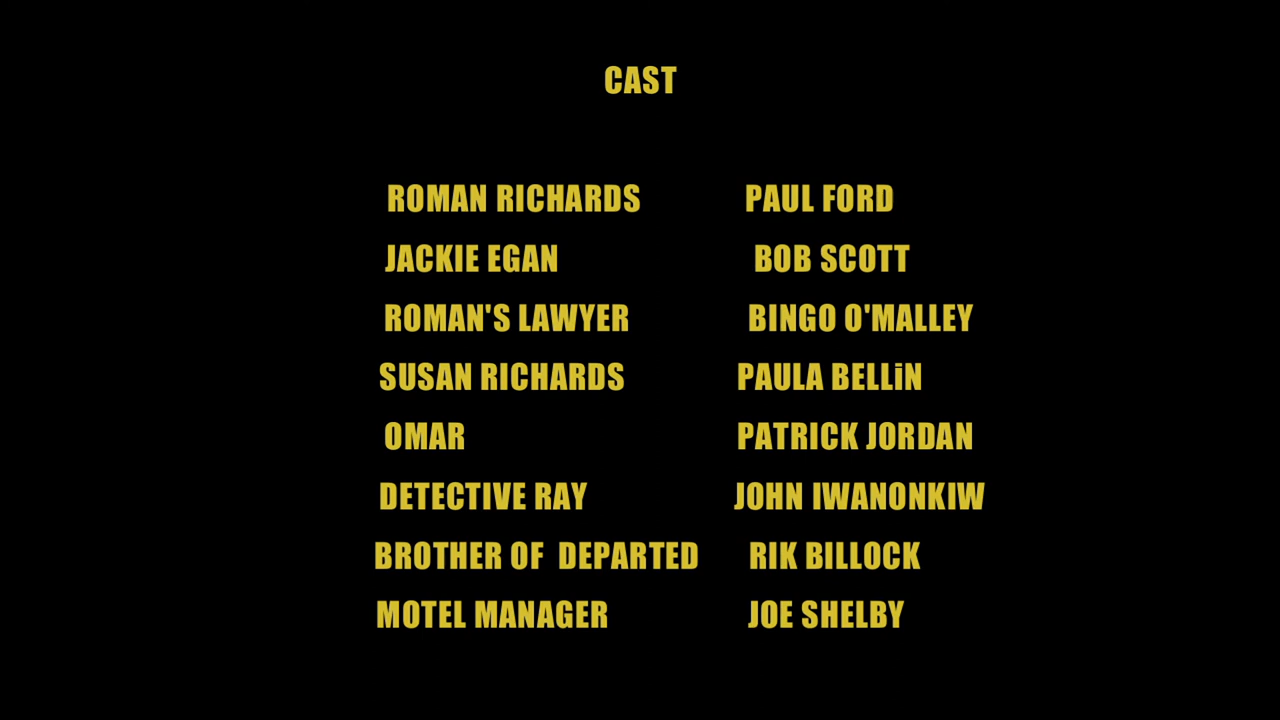 CAST
ROMAN RICHARDS PAUL FORD
JACKIE EGAN BOB SCOTT
ROMAN'S LAWYER BINGO O'MALLEY
SUSAN RICHARDS PAULA BELLiN
OMAR PATRICK JORDAN
DETECTIVE RAY JOHN IWANONKIW
BROTHER OF DEPARTED RIK BILLOCK
MOTEL MANAGER JOE SHELBY